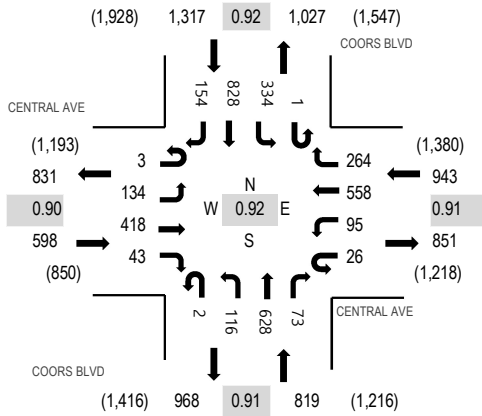 (1,928) 1,317 0.92 1,027 (1,547)
COORS BLVD
154 828 334 1
CENTRAL AVE
(1,193)
831
0.90
598
(850)
3
134
418
43
N
W 0.92 E
S
264
558
95
26
(1,380)
943
0.91
851
(1,218)
2 116 628 73
CENTRAL AVE
COORS BLVD
(1,416) 968 0.91 819 (1,216)